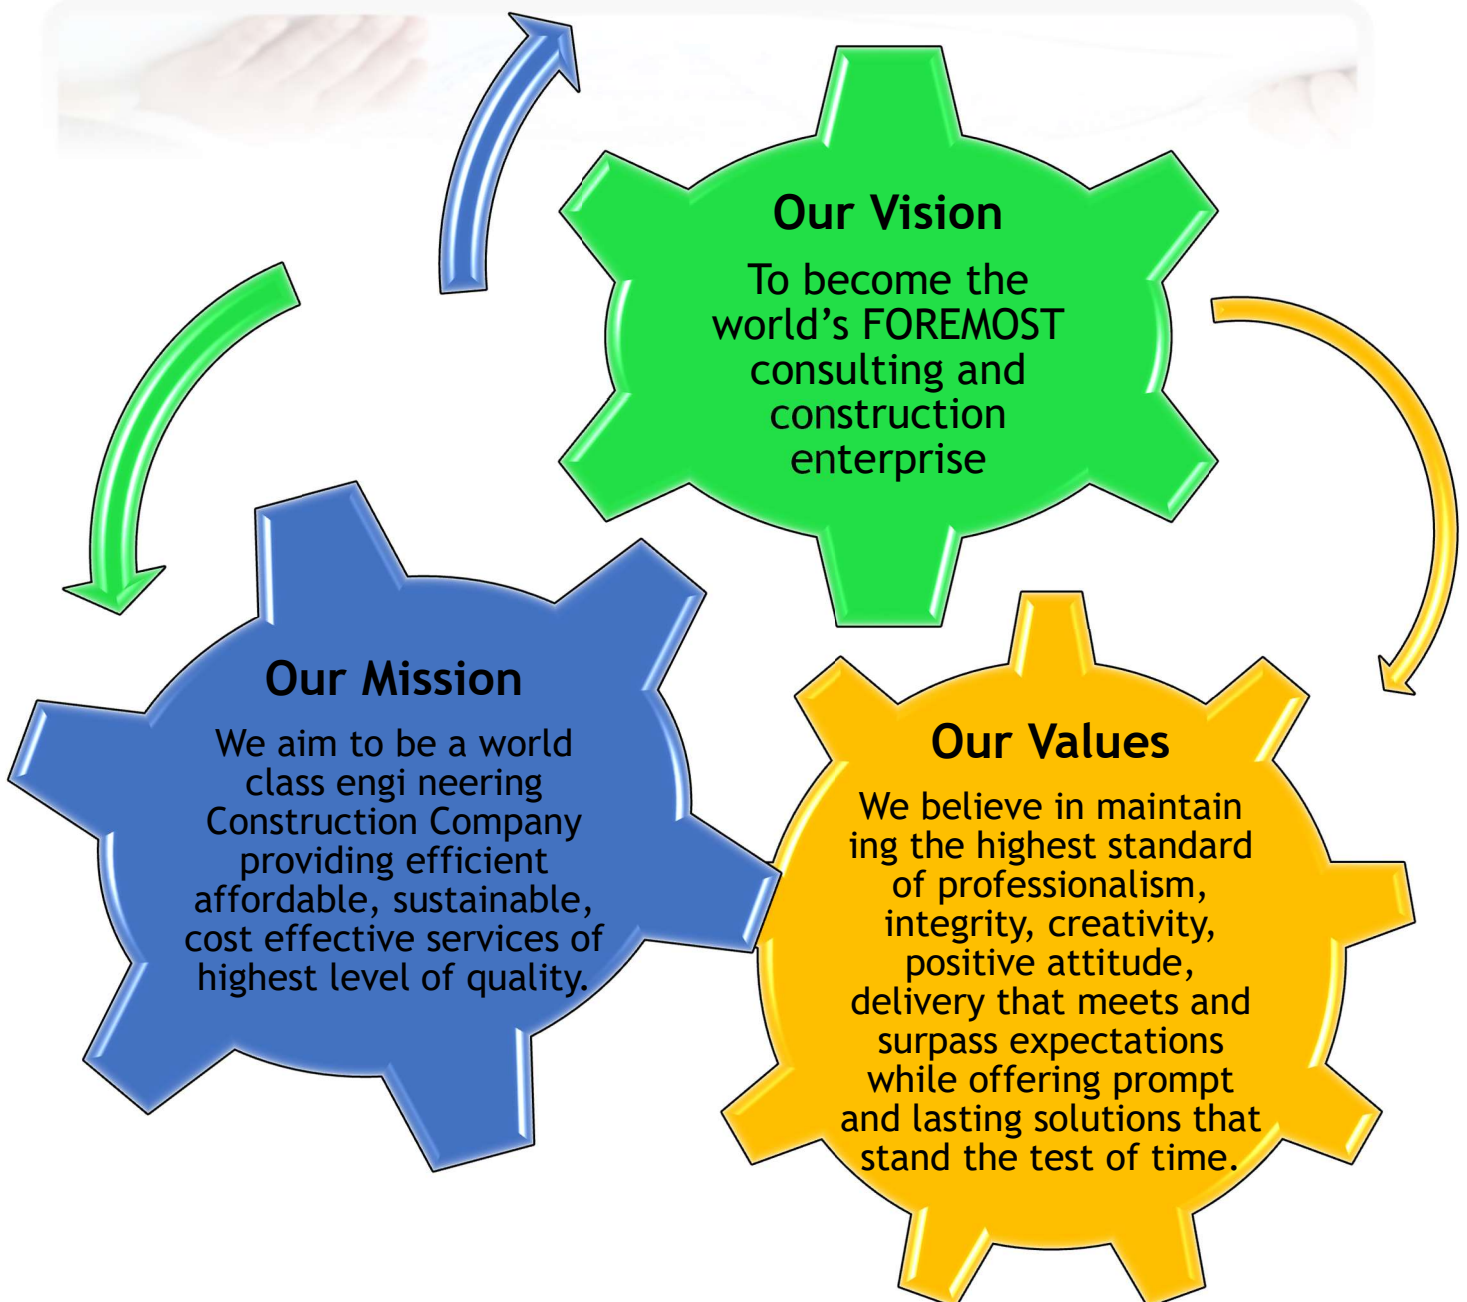 Our Vision
To become the
world’s FOREMOST
consulting and
construction
enterprise
Our Mission
We aim to be a world
class engi neering
Construction Company
providing efficient
affordable, sustainable,
cost effective services of
highest level of quality.
Our Values
We believe in maintain
ing the highest standard
of professionalism,
integrity, creativity,
positive attitude,
delivery that meets and
surpass expectations
while offering prompt
and lasting solutions that
stand the test of time.